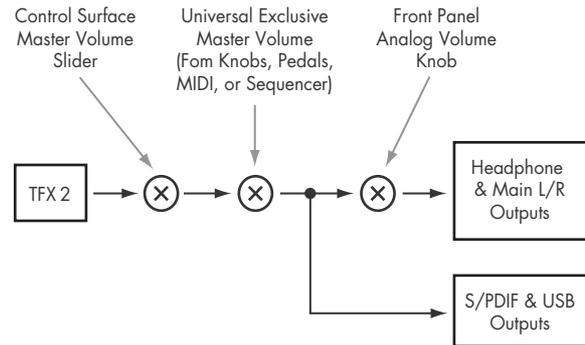 Control Surface
Master Volume
Slider
Universal Exclusive
Master Volume
(Fom Knobs, Pedals,
MIDI, or Sequencer)
Front Panel
Analog Volume
Knob
TFX 2
Headphone
& Main L/R
Outputs
S/PDIF & USB
Outputs